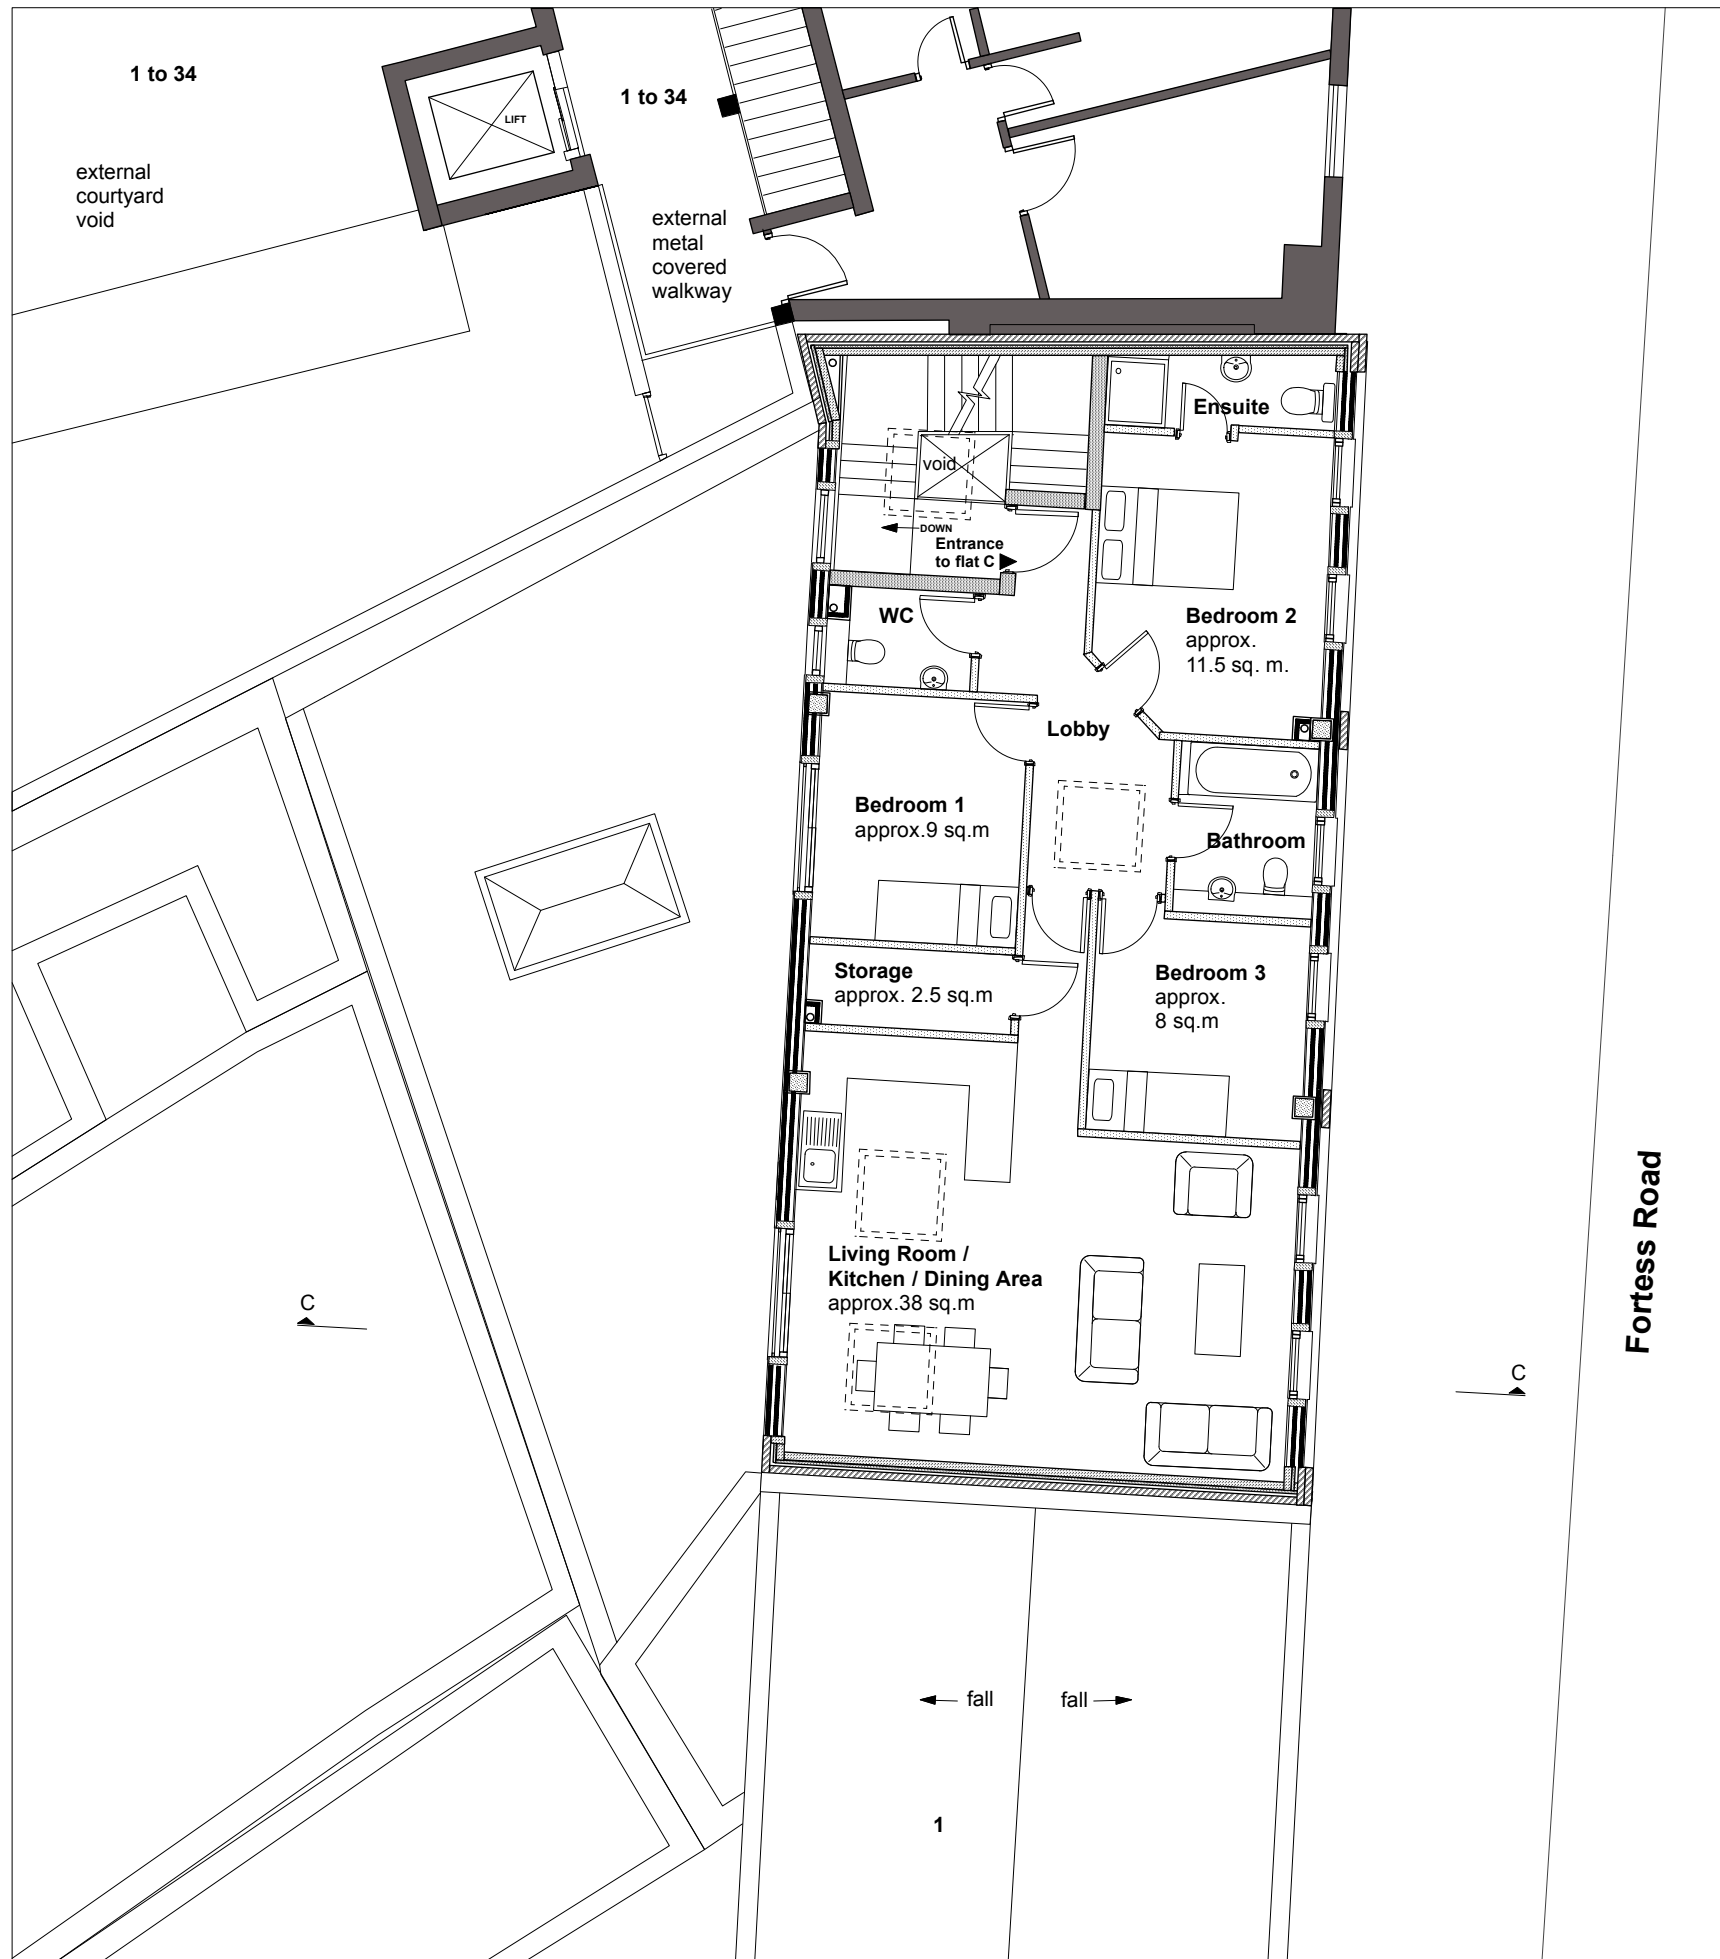 1 to 34
LIFT
1 to 34
external
courtyard
void
external
metal
covered
walkway
Ensuite
void
DOWN
Entrance
to flat C
WC
Bedroom 2
approx.
11.5 sq. m.
Lobby
Bedroom 1
approx.9 sq.m
Bathroom
Storage
approx. 2.5 sq.m
Bedroom 3
approx.
8 sq.m
Living Room /
Kitchen / Dining Area
approx.38 sq.m
Fortess Road
C
C
fall
fall
1